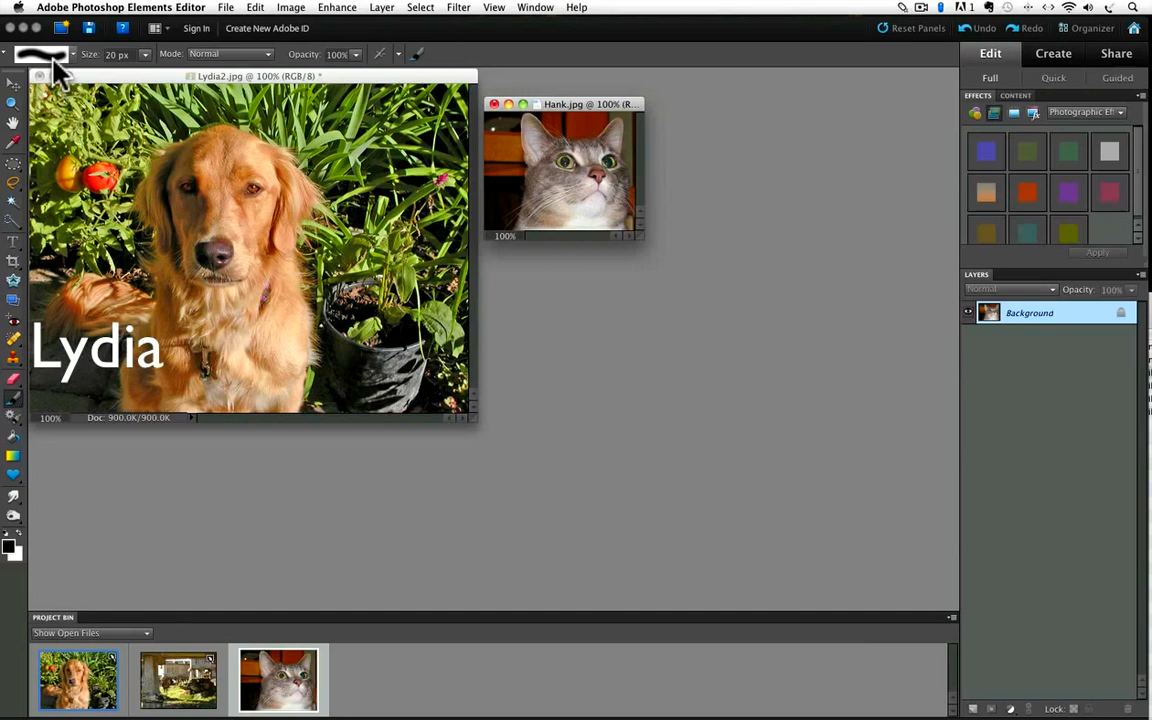 Adobe Photoshop Elements Editor File Edit Image Enhance Layer Select Filter View Window Help
Sign In Create New Adobe ID Reset Panels Undo Redo Organizer
Size: 20 px Mode: Normal Opacity: 100% Edit Create Share
Full Quick Guided
Lydia2.jpg @ 100% (RGB/8) *
EFFECTS CONTENT
Hank.jpg @ 100% (R...
Photographic Eff
100%
Apply
LAYERS
Normal Opacity: 100%
Background
Lydia
100% Doc: 900.0K/900.0K
PROJECT BIN
Show Open Files
Lock: